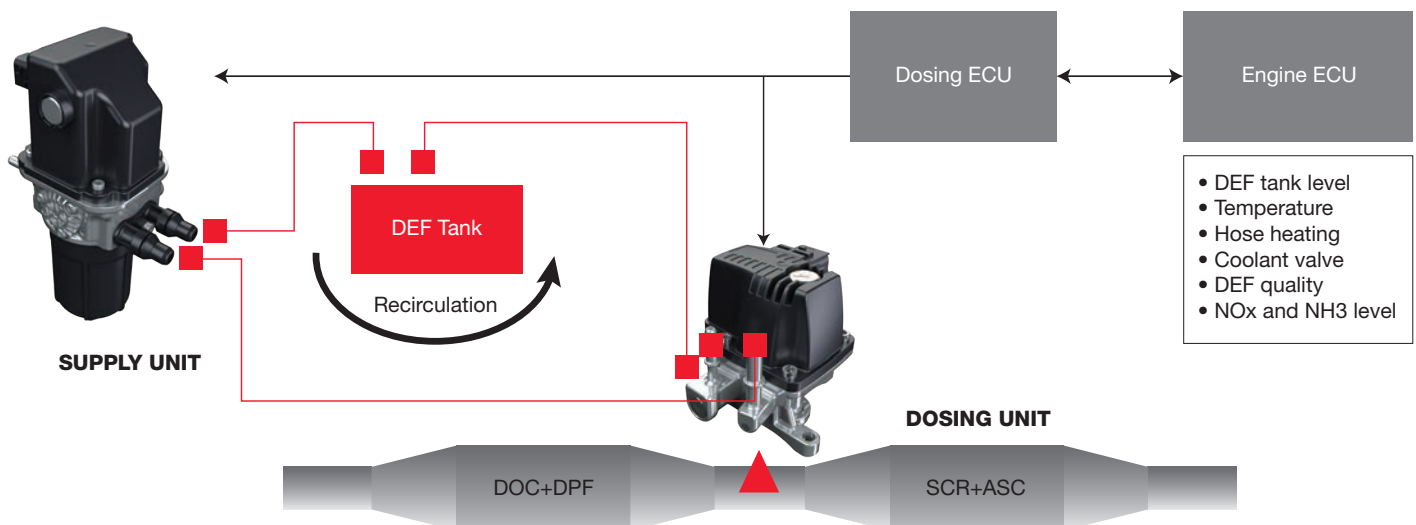 Dosing ECU
Engine ECU
• DEF tank level
• Temperature
• Hose heating
• Coolant valve
• DEF quality
• NOx and NH3 level
DEF Tank
Recirculation
SUPPLY UNIT
DOSING UNIT
DOC+DPF
SCR+ASC